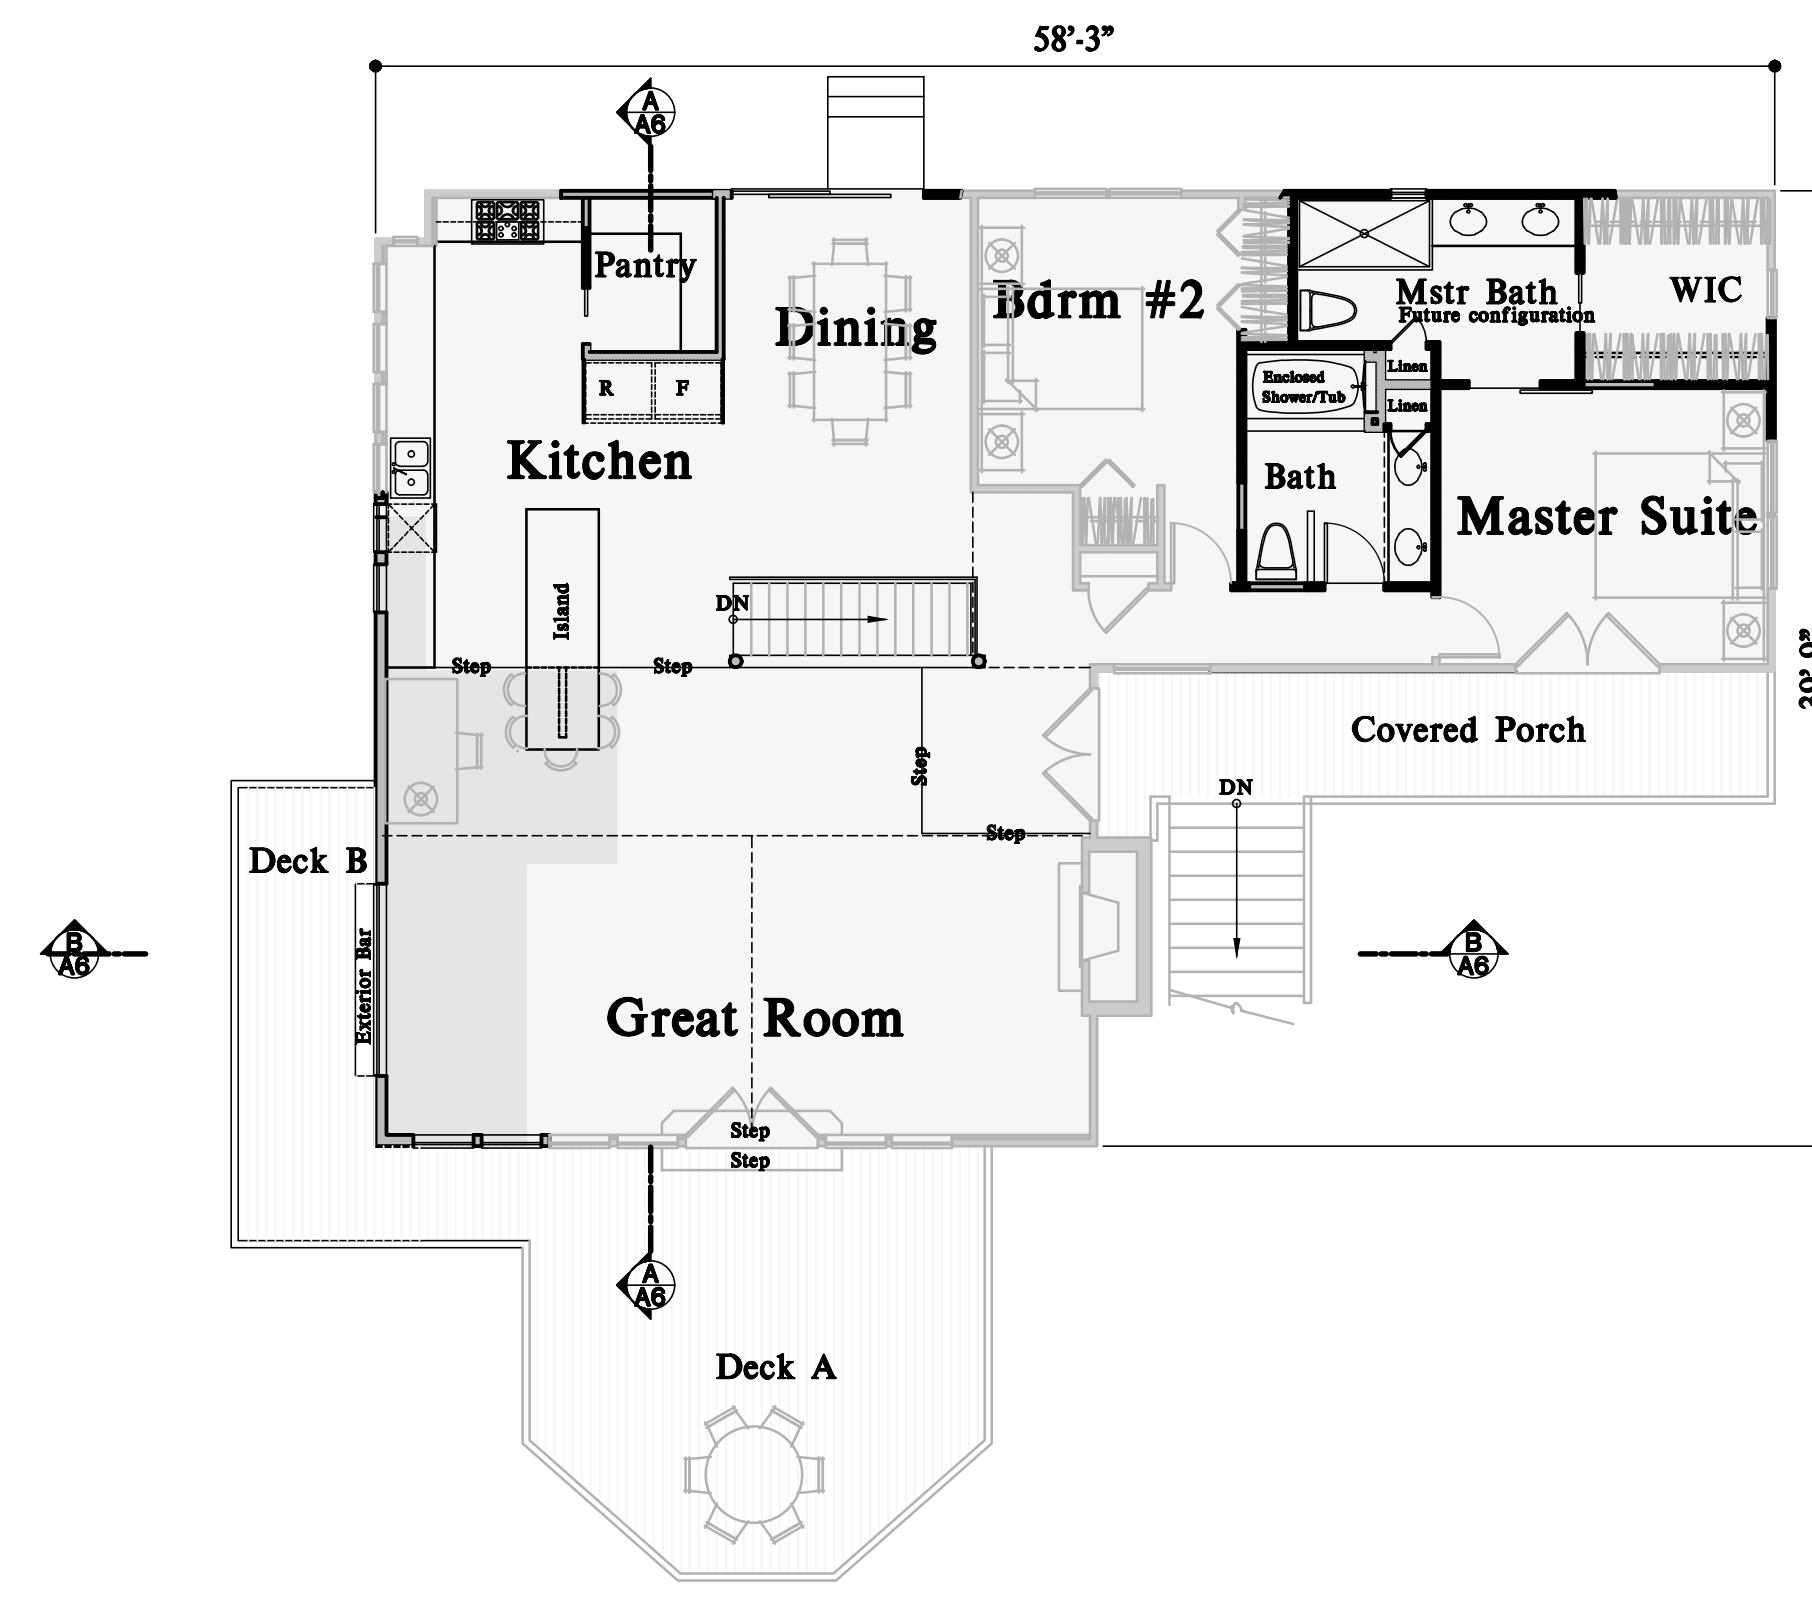 58'-3"
A
A6
Pantry
Dining
Bdrm #2
Mstr Bath
Future configuration
WIC
R F
Enclosed
Shower/Tub
Linen
Linen
Kitchen
Bath
Master Suite
Island
DN
Step
Step
Step
Covered Porch
DN
Step
Deck B
Exterior Bar
B
A6
B
A6
Great Room
Step
Step
A
A6
Deck A